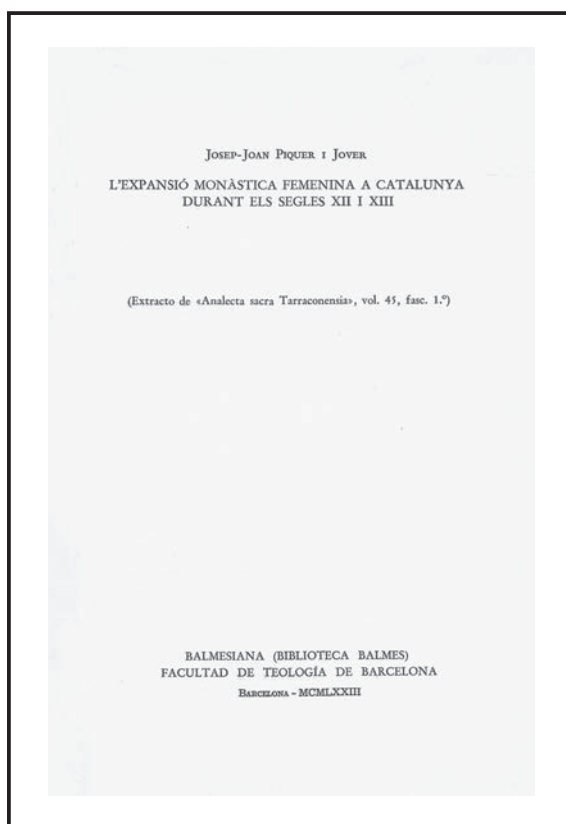 Josep-Joan Piquer i Jover
L'EXPANSIÓ MONÀSTICA FEMENINA A CATALUNYA
DURANT ELS SEGLES XII I XIII
(Extracto de «Analecta sacra Tarraconensia», vol. 45, fasc. 1.º)
BALMESIANA (BIBLIOTECA BALMES)
FACULTAD DE TEOLOGÍA DE BARCELONA
Barcelona - MCMLXXIII